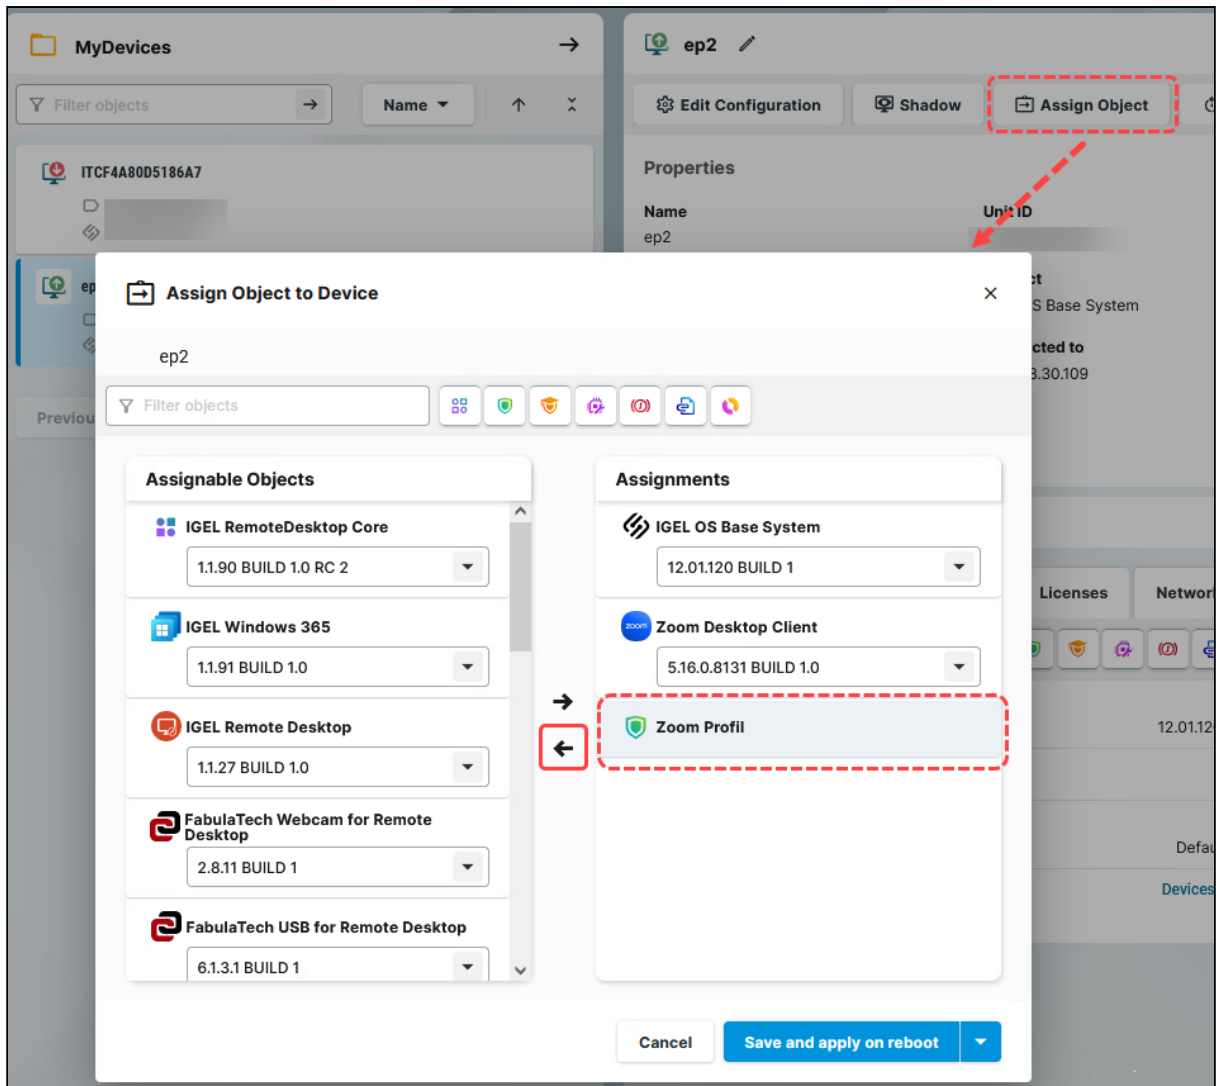 MyDevices
ep2
Filter objects
Name
Edit Configuration
Shadow
Assign Object
ITCF4A80D5186A7
Properties
Name
Unit ID
ep2
ep
Assign Object to Device
ct
S Base System
ep2
cted to
3.30.109
Previou
Filter objects
Assignable Objects
Assignments
IGEL RemoteDesktop Core
1.1.90 BUILD 1.0 RC 2
IGEL OS Base System
12.01.120 BUILD 1
Licenses
Networ
IGEL Windows 365
1.1.91 BUILD 1.0
zoom
Zoom Desktop Client
5.16.0.8131 BUILD 1.0
IGEL Remote Desktop
1.1.27 BUILD 1.0
Zoom Profil
12.01.12
FabulaTech Webcam for Remote
Desktop
2.8.11 BUILD 1
Defau
Devices
FabulaTech USB for Remote Desktop
6.1.3.1 BUILD 1
Cancel
Save and apply on reboot